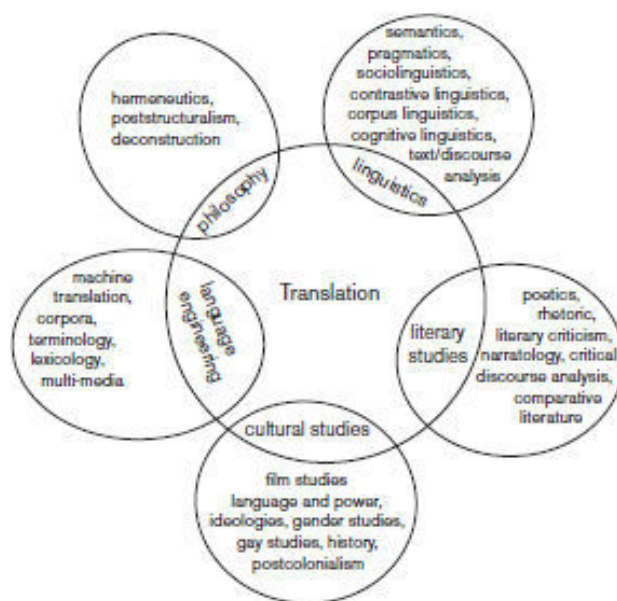 hermeneutics,
poststructuralism,
deconstruction
philosophy
semantics,
pragmatics,
sociolinguistics,
contrastive linguistics,
corpus linguistics,
cognitive linguistics,
text/discourse
analysis
linguistics
Translation
machine
translation,
corpora,
terminology,
lexicology,
multi-media
language
engineering
literary
studies
poetics,
rhetoric,
literary criticism,
narratology, critical
discourse analysis,
comparative
literature
cultural studies
film studies
language and power,
ideologies, gender studies,
gay studies, history,
postcolonialism